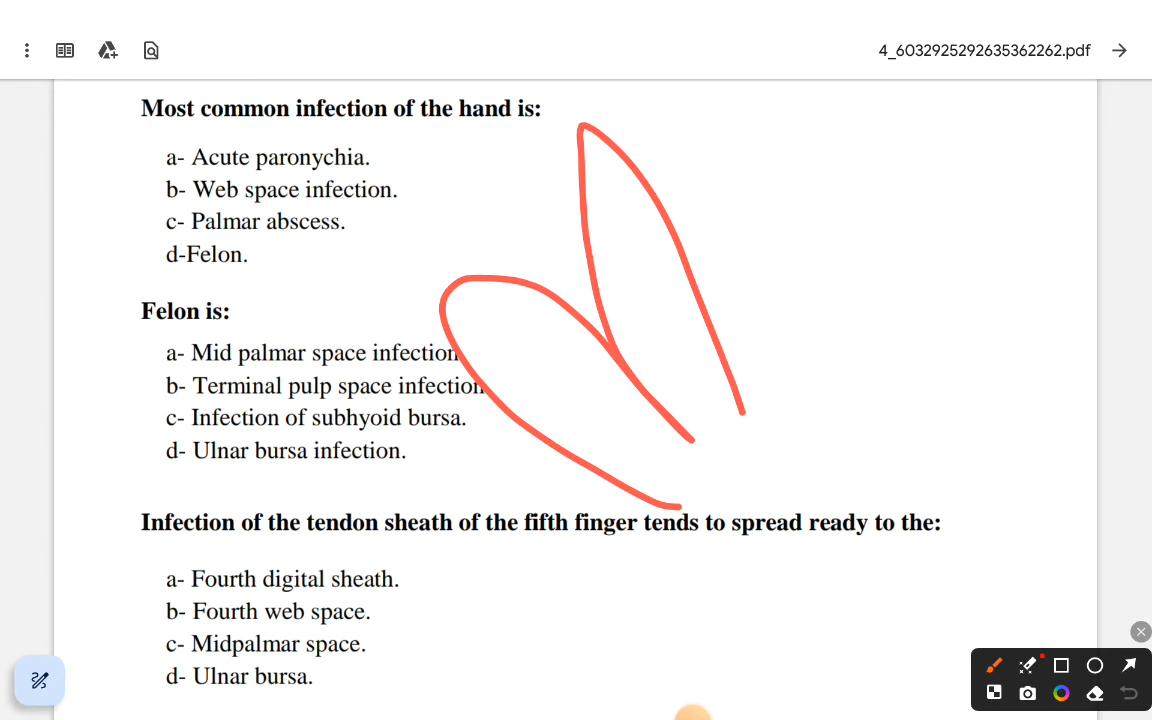 4_6032925292635362262.pdf
Most common infection of the hand is:
a- Acute paronychia.
b- Web space infection.
c- Palmar abscess.
d-Felon.
Felon is:
a- Mid palmar space infection
b- Terminal pulp space infection
c- Infection of subhyoid bursa.
d- Ulnar bursa infection.
Infection of the tendon sheath of the fifth finger tends to spread ready to the:
a- Fourth digital sheath.
b- Fourth web space.
c- Midpalmar space.
d- Ulnar bursa.